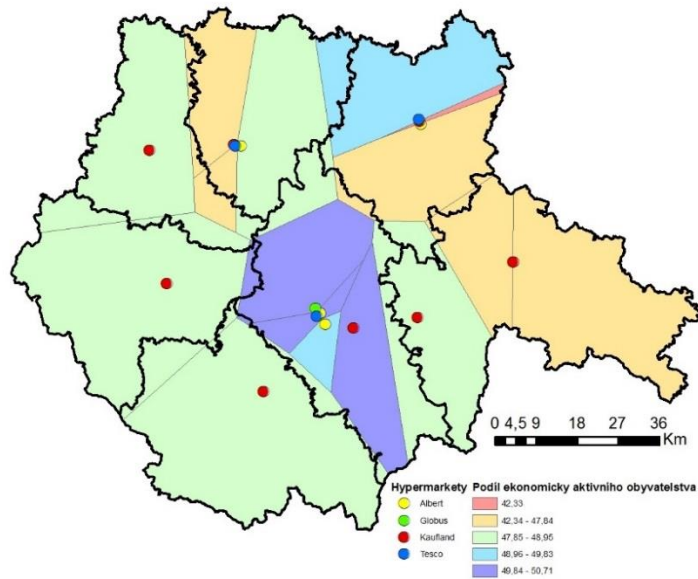 0 4,5 9 18 27 36
Km
Hypermarkety
Albert
Globus
Kaufland
Tesco
Podíl ekonomicky aktivního obyvatelstva
42,33
42,34 - 47,84
47,85 - 48,95
48,96 - 49,83
49,84 - 50,71